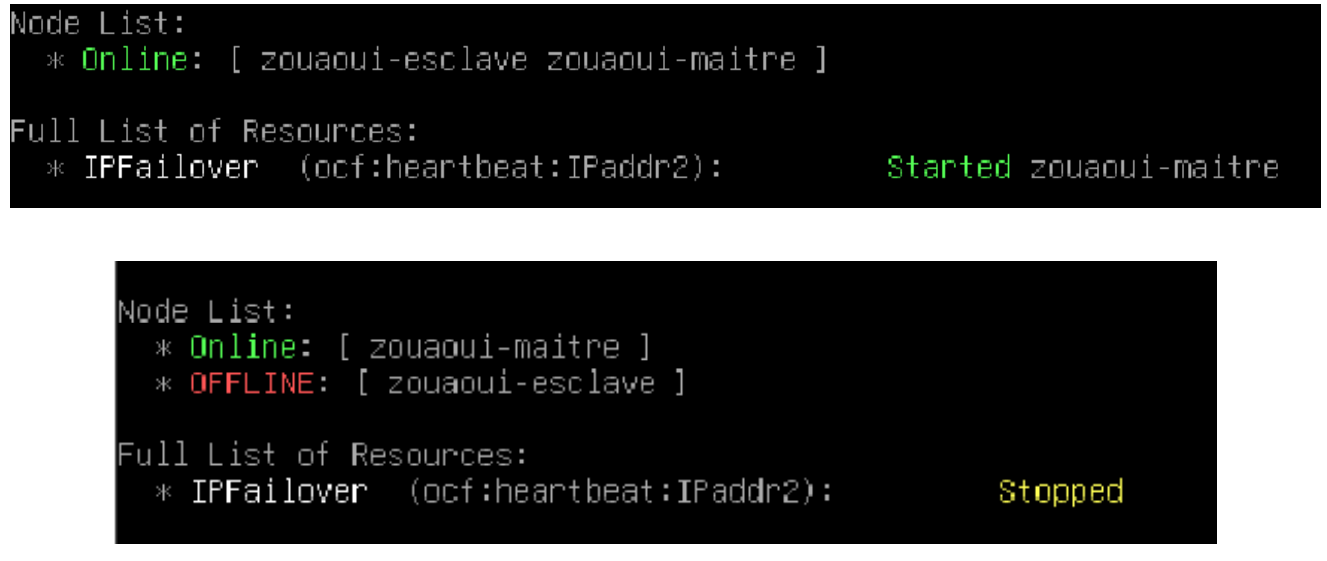 Node List:
  * Online: [ zouaoui-esclave zouaoui-maitre ]
Full List of Resources:
  * IPFailover  (ocf:heartbeat:IPaddr2):        Started zouaoui-maitre
Node List:
  * Online: [ zouaoui-maitre ]
  * OFFLINE: [ zouaoui-esclave ]
Full List of Resources:
  * IPFailover  (ocf:heartbeat:IPaddr2):        Stopped